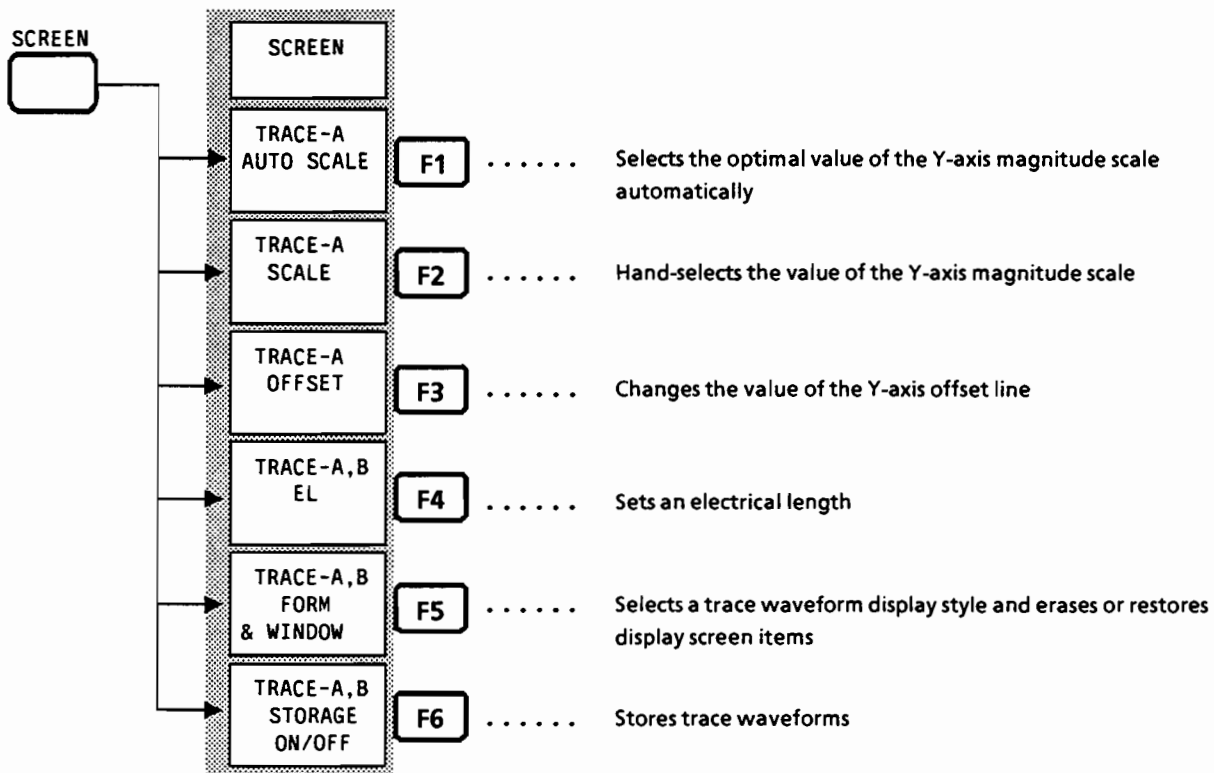 SCREEN
SCREEN
TRACE-A
AUTO SCALE
F1
......
Selects the optimal value of the Y-axis magnitude scale
automatically
TRACE-A
SCALE
F2
......
Hand-selects the value of the Y-axis magnitude scale
TRACE-A
OFFSET
F3
......
Changes the value of the Y-axis offset line
TRACE-A,B
EL
F4
......
Sets an electrical length
TRACE-A,B
FORM
& WINDOW
F5
......
Selects a trace waveform display style and erases or restores
display screen items
TRACE-A,B
STORAGE
ON/OFF
F6
......
Stores trace waveforms